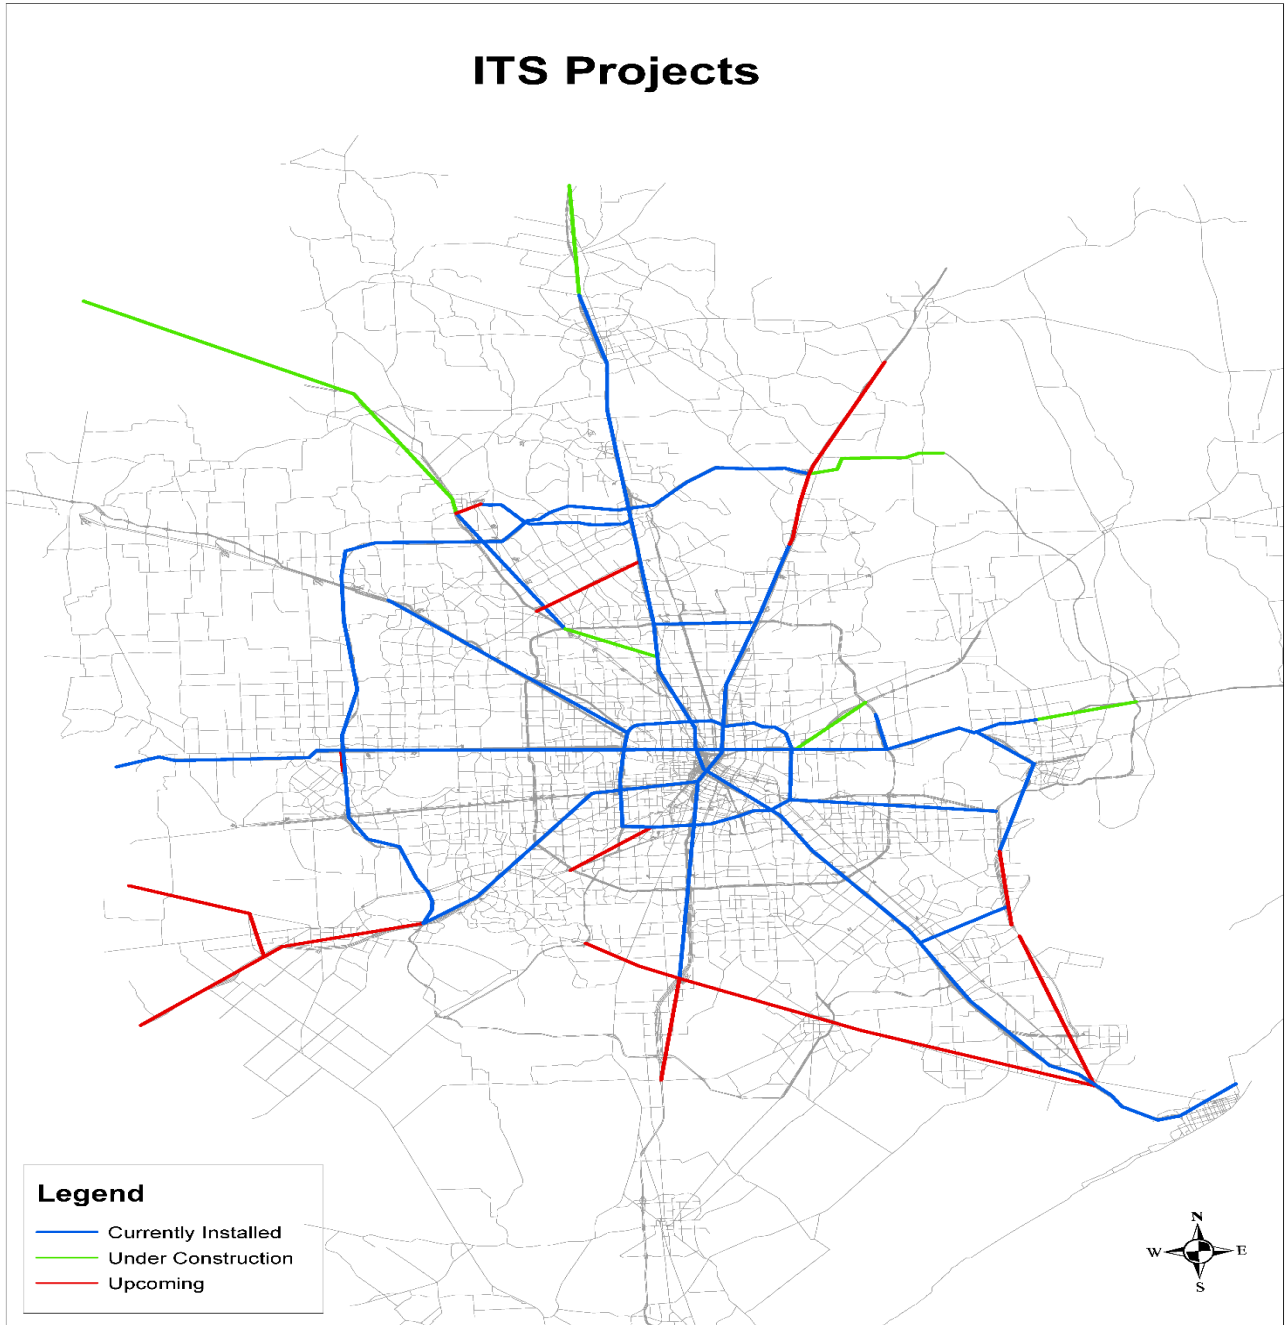 ITS Projects
Legend
Currently Installed
Under Construction
Upcoming
N
W E
S